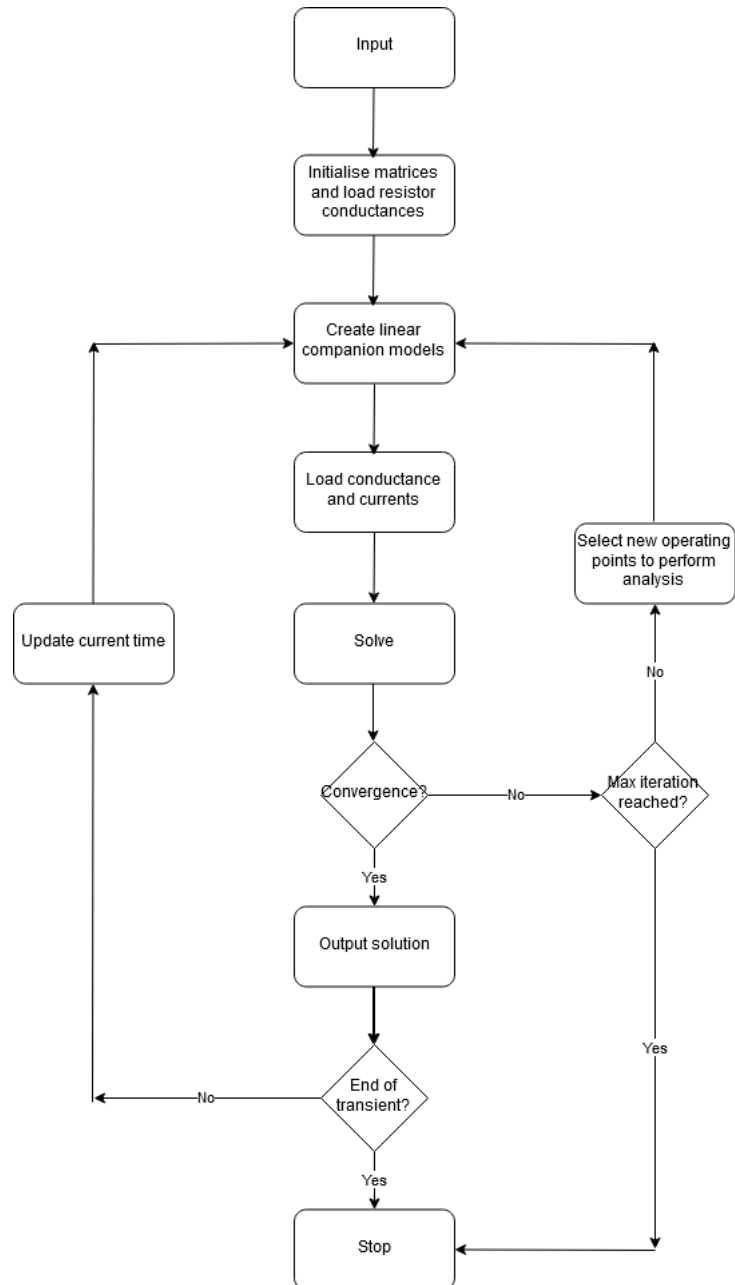 Input
Initialise matrices
and load resistor
conductances
Create linear
companion models
Load conductance
and currents
Select new operating
points to perform
analysis
Update current time
Solve
No
Convergence?
No
Max iteration
reached?
Yes
Output solution
Yes
End of
transient?
No
Yes
Stop